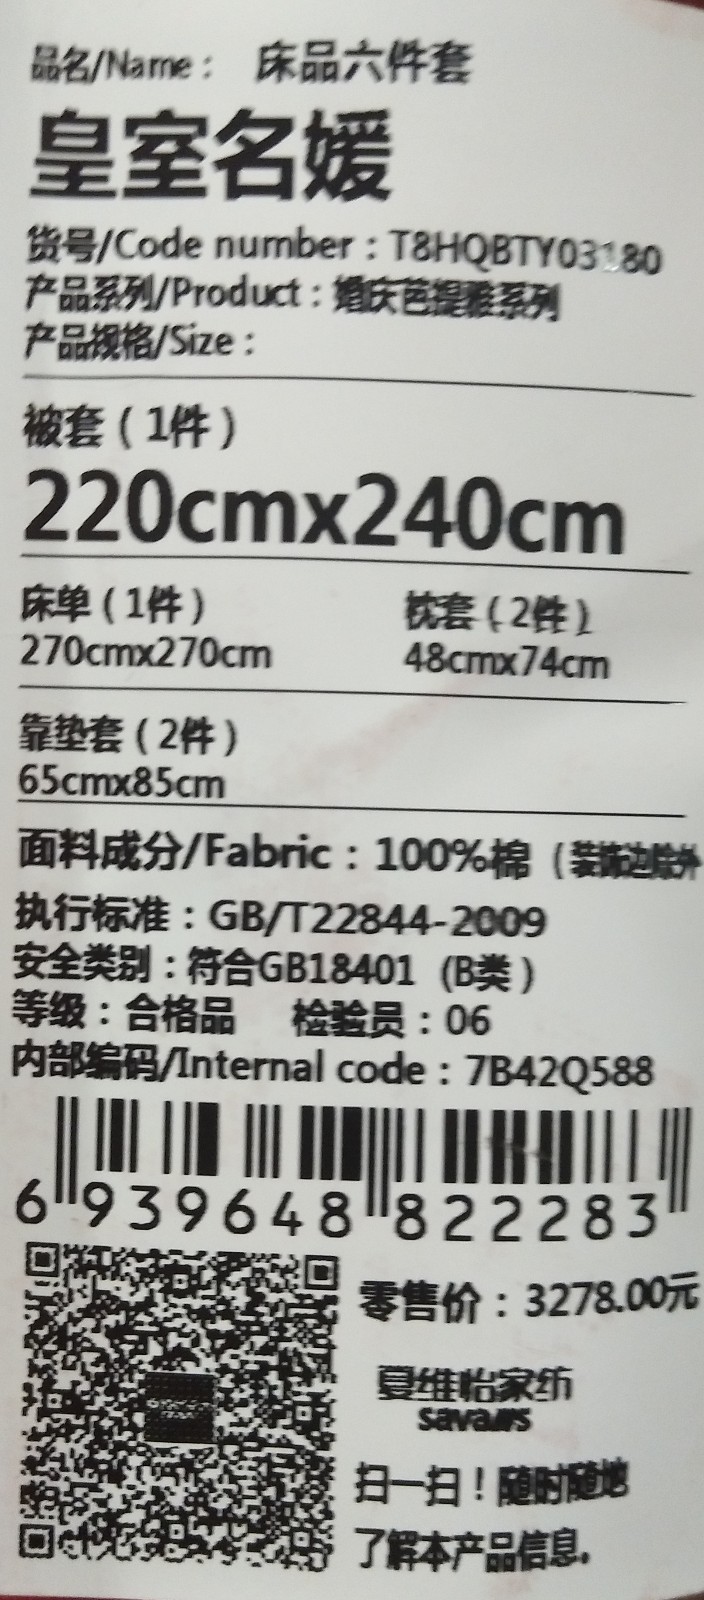 品名/Name： 床品六件套
皇室名媛
货号/Code number：T8HQBTY03180
产品系列/Product：婚庆芭提雅系列
产品规格/Size：
被套（1件）
220cmx240cm
床单（1件） 枕套（2件）
270cmx270cm 48cmx74cm
靠垫套（2件）
65cmx85cm
面料成分/Fabric：100%棉（装饰边除外
执行标准：GB/T22844-2009
安全类别：符合GB18401（B类）
等级：合格品 检验员：06
内部编码/Internal code：7B42Q588
6 939648 822283
零售价：3278.00元
夏维怡家纺
扫一扫！随时随地
了解本产品信息。